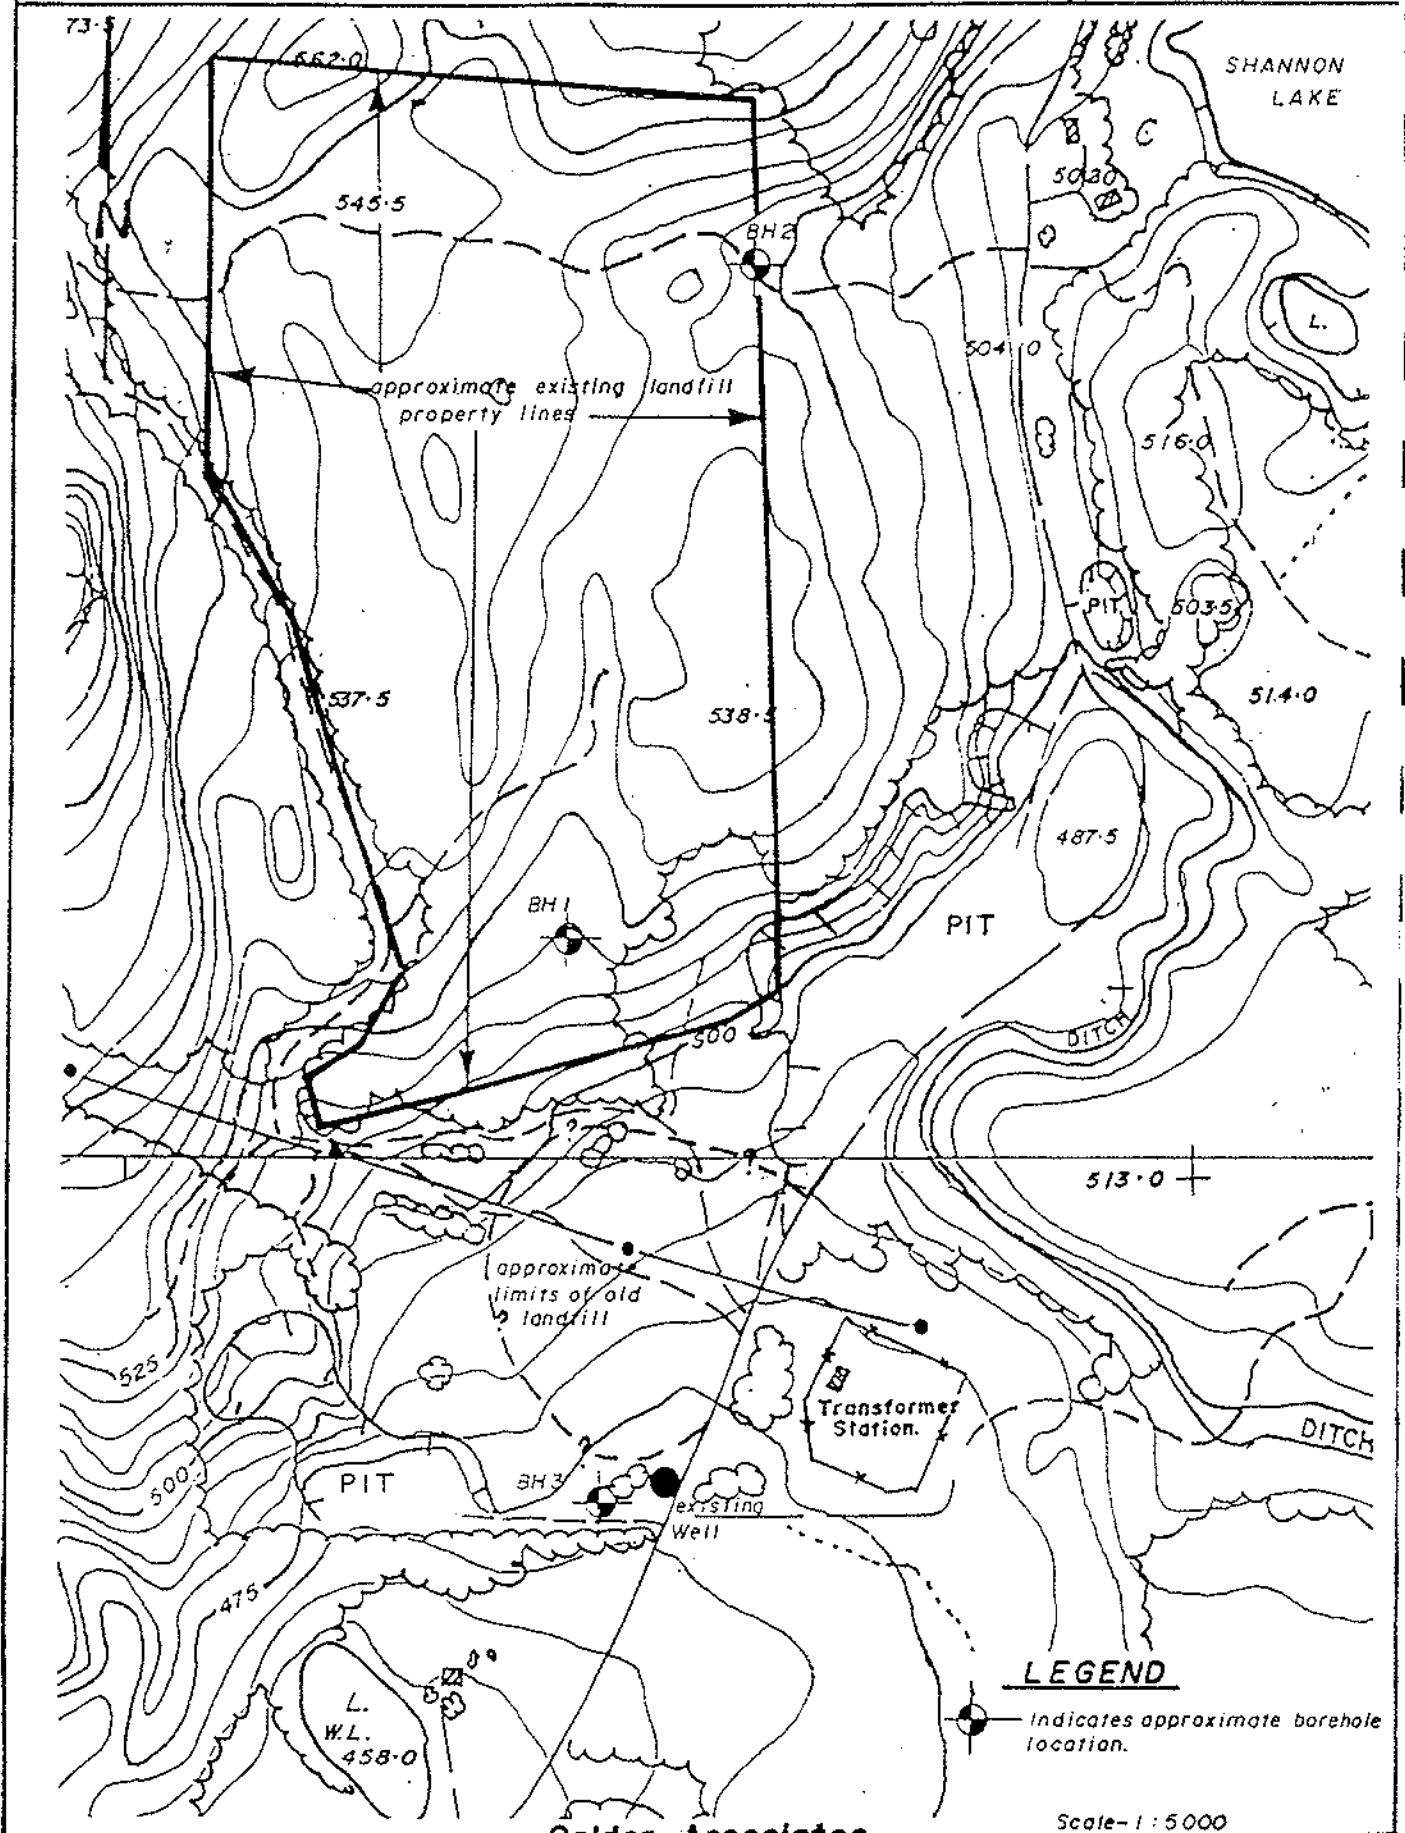 73.5
562.0
SHANNON
LAKE
C
5030
545.5
BH2
L.
504.0
approximate existing landfill
property lines
516.0
PIT
503.5
537.5
538.5
514.0
487.5
BH1
PIT
500
DITCH
?
?
513.0
approximate
limits of old
? landfill
525
Transformer
Station.
DITCH
?
500
PIT
BH3
existing
Well
475
LEGEND
L.
W.L.
458.0
Indicates approximate borehole
location.
Scale-1:5000
Golder Associates